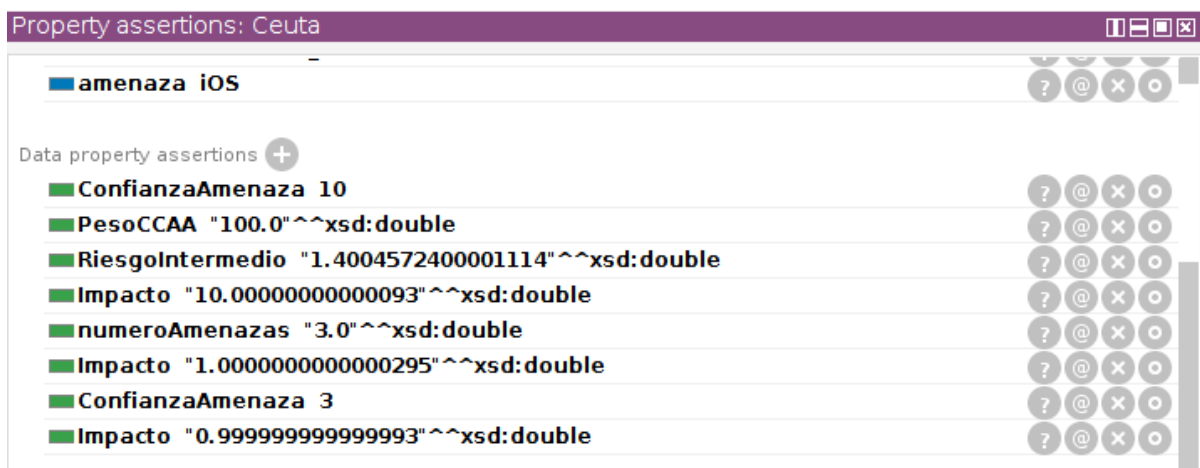 Property assertions: Ceuta
amenaza iOS
? @ × o
Data property assertions +
ConfianzaAmenaza 10
? @ × o
PesoCCAA "100.0"^^xsd:double
? @ × o
RiesgoIntermedio "1.4004572400001114"^^xsd:double
? @ × o
Impacto "10.00000000000093"^^xsd:double
? @ × o
numeroAmenazas "3.0"^^xsd:double
? @ × o
Impacto "1.0000000000000295"^^xsd:double
? @ × o
ConfianzaAmenaza 3
? @ × o
Impacto "0.999999999999993"^^xsd:double
? @ × o